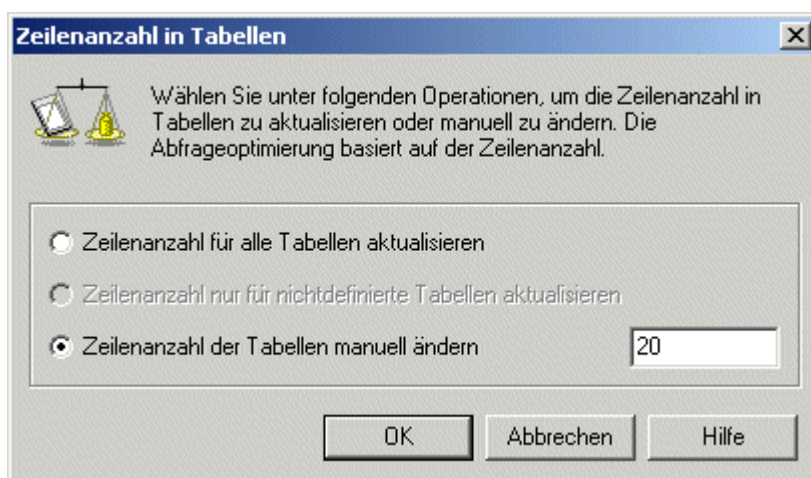 Zeilenanzahl in Tabellen
Wählen Sie unter folgenden Operationen, um die Zeilenanzahl in
Tabellen zu aktualisieren oder manuell zu ändern. Die
Abfrageoptimierung basiert auf der Zeilenanzahl.
Zeilenanzahl für alle Tabellen aktualisieren
Zeilenanzahl nur für nichtdefinierte Tabellen aktualisieren
Zeilenanzahl der Tabellen manuell ändern 20
OK Abbrechen Hilfe